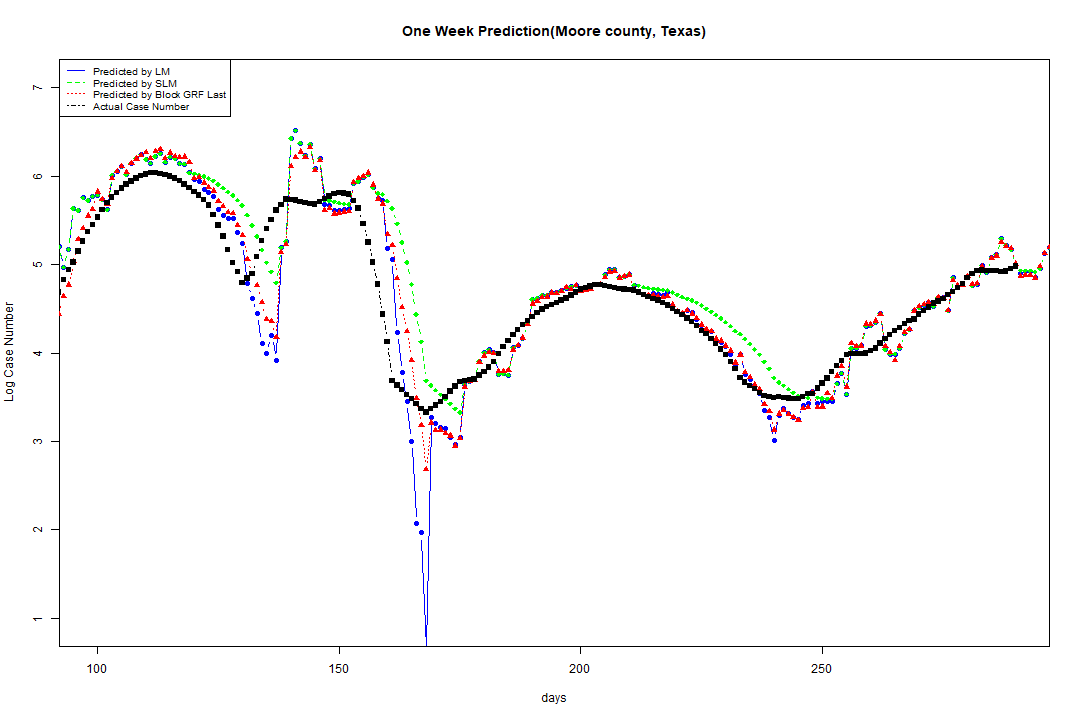 One Week Prediction(Moore county, Texas)
Predicted by LM
Predicted by SLM
Predicted by Block GRF Last
Actual Case Number
7
6
5
4
3
2
1
Log Case Number
100 150 200 250
days